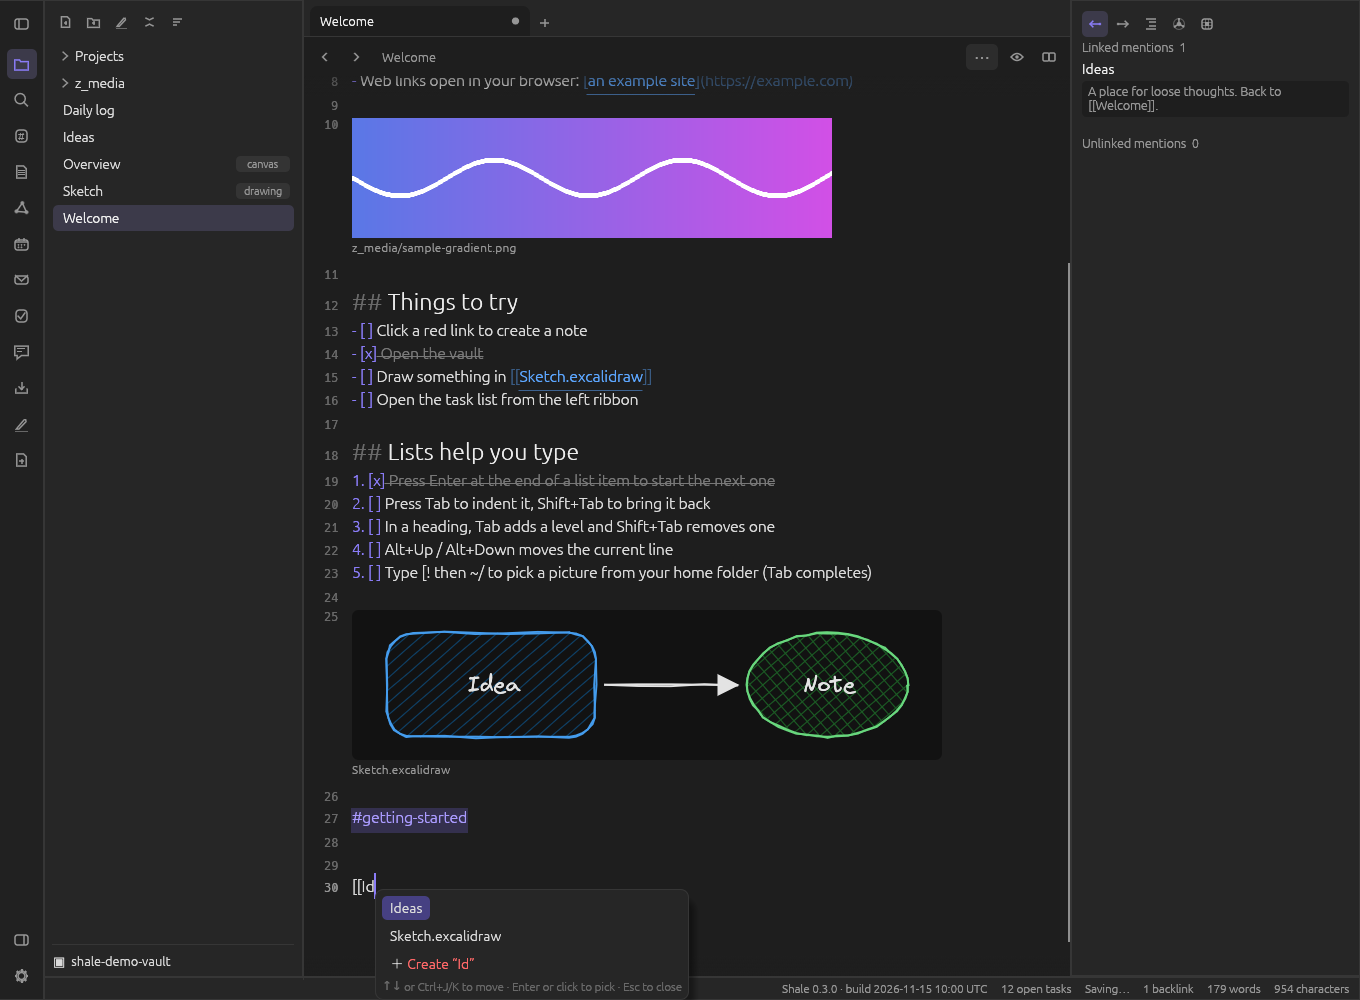 Projects
z_media
Daily log
Ideas
Overview canvas
Sketch drawing
Welcome
shale-demo-vault
Welcome
Welcome
8 - Web links open in your browser: [an example site](https://example.com)
9
10
z_media/sample-gradient.png
11
12 ## Things to try
13 - [ ] Click a red link to create a note
14 - [x] Open the vault
15 - [ ] Draw something in [[Sketch.excalidraw]]
16 - [ ] Open the task list from the left ribbon
17
18 ## Lists help you type
19 1. [x] Press Enter at the end of a list item to start the next one
20 2. [ ] Press Tab to indent it, Shift+Tab to bring it back
21 3. [ ] In a heading, Tab adds a level and Shift+Tab removes one
22 4. [ ] Alt+Up / Alt+Down moves the current line
23 5. [ ] Type [! then ~/ to pick a picture from your home folder (Tab completes)
24
25
Idea
Note
Sketch.excalidraw
26
27 #getting-started
28
29
30 [[Id
Ideas
Sketch.excalidraw
+ Create “Id”
↑↓ or Ctrl+J/K to move · Enter or click to pick · Esc to close
Linked mentions 1
Ideas
A place for loose thoughts. Back to
[[Welcome]].
Unlinked mentions 0
Shale 0.3.0 · build 2026-11-15 10:00 UTC 12 open tasks Saving... 1 backlink 179 words 954 characters